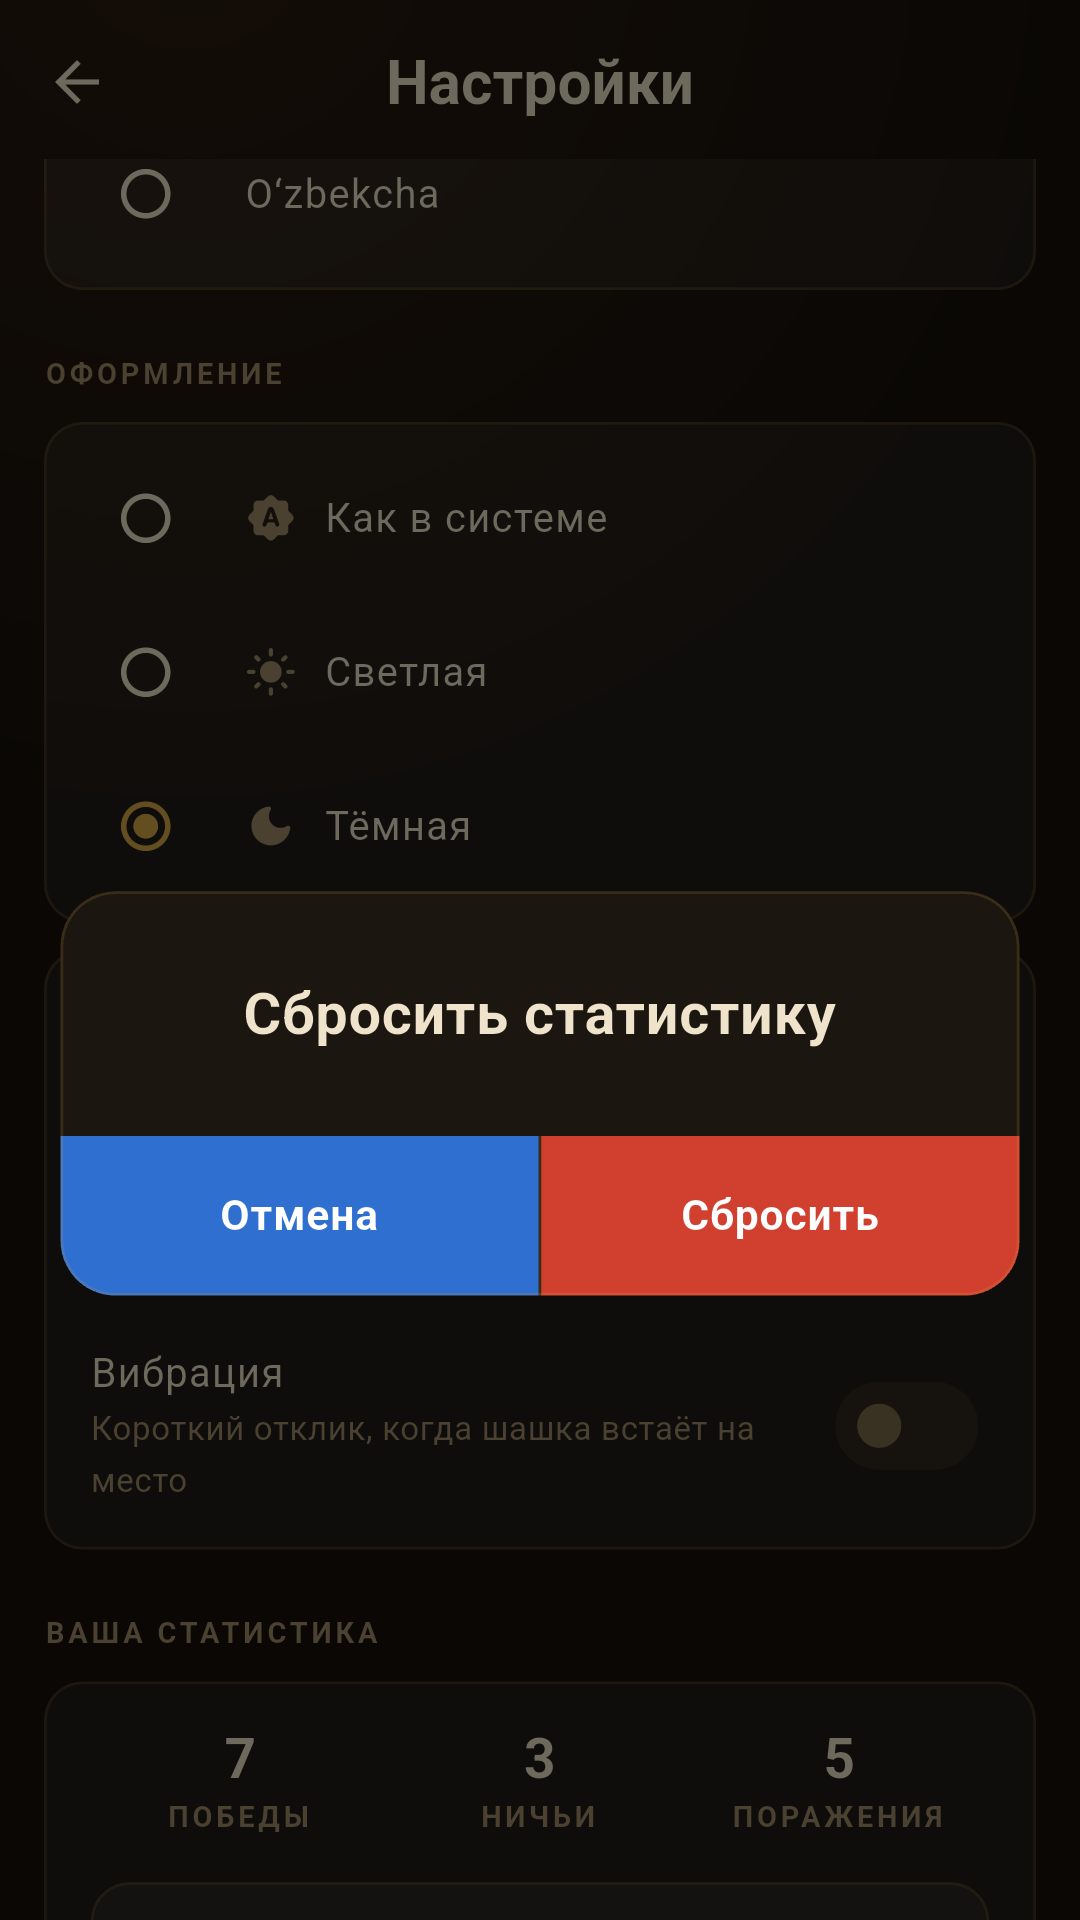 Настройки
Oʻzbekcha
ОФОРМЛЕНИЕ
Как в системе
Светлая
Тёмная
Сбросить статистику
Отмена
Сбросить
Вибрация
Короткий отклик, когда шашка встаёт на
место
ВАША СТАТИСТИКА
7
3
5
ПОБЕДЫ
НИЧЬИ
ПОРАЖЕНИЯ